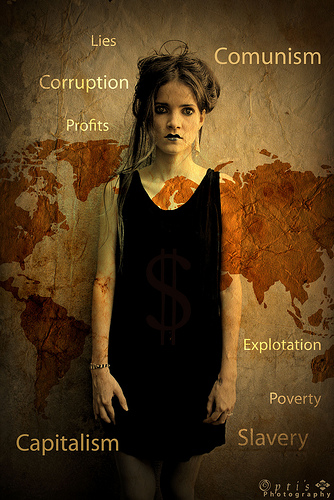 Lies
Comunism
Corruption
Profits
$
Explotation
Poverty
Capitalism
Slavery
Optis
Photography